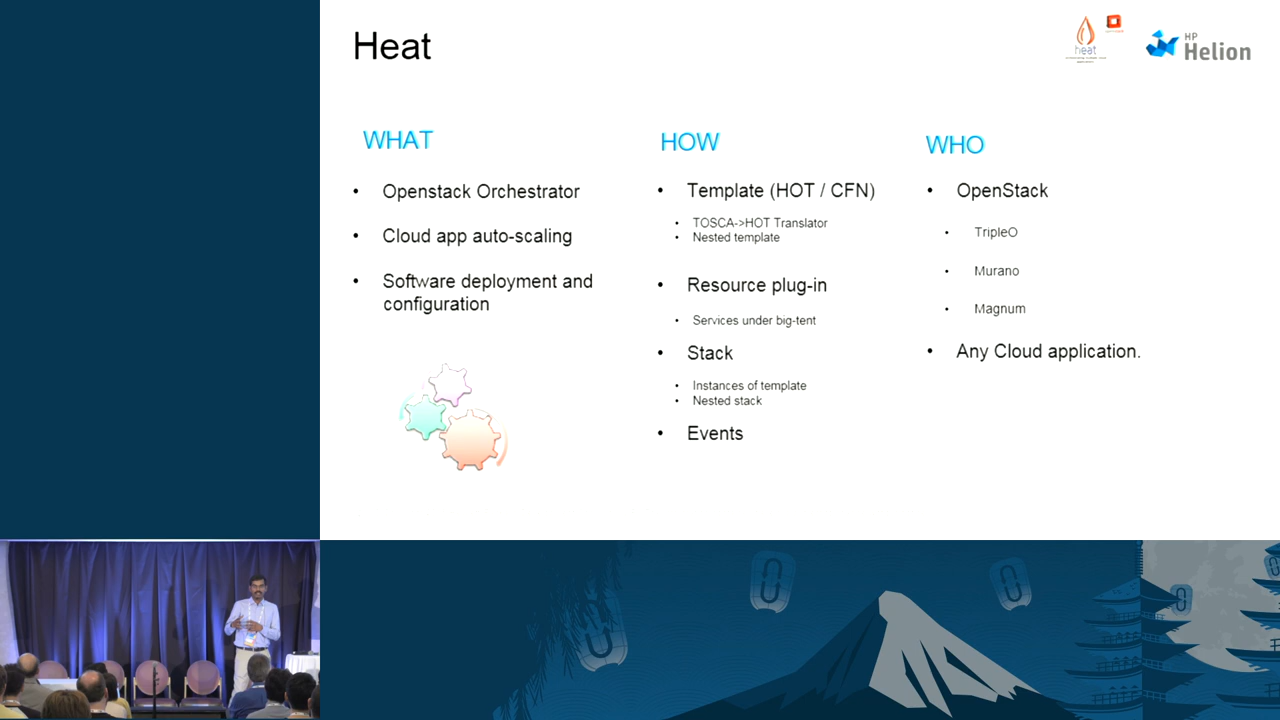 Heat
heat
HP
Helion
WHAT
• Openstack Orchestrator
• Cloud app auto-scaling
• Software deployment and
configuration
HOW
• Template (HOT / CFN)
• TOSCA->HOT Translator
• Nested template
• Resource plug-in
• Services under big-tent
• Stack
• Instances of template
• Nested stack
• Events
WHO
• OpenStack
• TripleO
• Murano
• Magnum
• Any Cloud application.